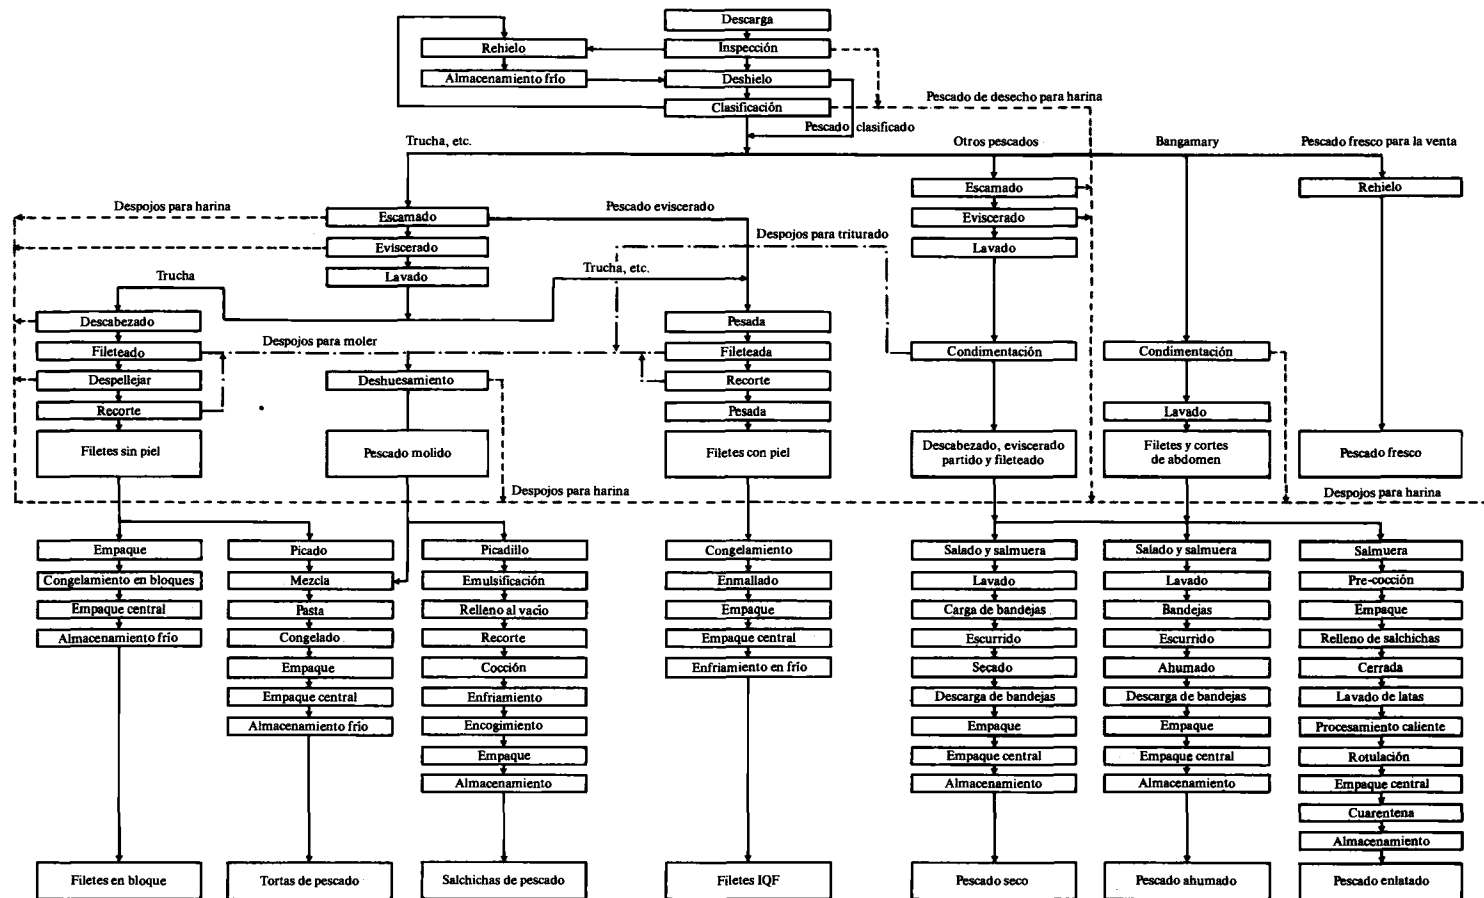 Descarga
Rehielo
Inspección
Almacenamiento frío
Deshielo
Clasificación
Pescado de desecho para harina
Pescado clasificado
Trucha, etc.
Otros pescados
Bangamary
Pescado fresco para la venta
Escamado
Rehielo
Despojos para harina
Escamado
Pescado eviscerado
Eviscerado
Despojos para triturado
Eviscerado
Lavado
Trucha
Lavado
Trucha, etc.
Descabezado
Pesada
Despojos para moler
Fileteado
Fileteada
Condimentación
Condimentación
Despellejar
Deshuesamiento
Recorte
Recorte
Pesada
Lavado
Filetes sin piel
Pescado molido
Filetes con piel
Descabezado, eviscerado
partido y fileteado
Filetes y cortes
de abdomen
Pescado fresco
Despojos para harina
Despojos para harina
Empaque
Congelamiento en bloques
Empaque central
Almacenamiento frío
Filetes en bloque
Picado
Mezcla
Pasta
Congelado
Empaque
Empaque central
Almacenamiento frío
Tortas de pescado
Picadillo
Emulsificación
Relleno al vacío
Recorte
Cocción
Enfriamiento
Encogimiento
Empaque
Almacenamiento
Salchichas de pescado
Congelamiento
Enmallado
Empaque
Empaque central
Enfriamiento en frío
Filetes IQF
Salado y salmuera
Lavado
Carga de bandejas
Escurrido
Secado
Descarga de bandejas
Empaque
Empaque central
Almacenamiento
Pescado seco
Salado y salmuera
Lavado
Bandejas
Escurrido
Ahumado
Descarga de bandejas
Empaque
Empaque central
Almacenamiento
Pescado ahumado
Salmuera
Pre-cocción
Empaque
Relleno de salchichas
Cerrada
Lavado de latas
Procesamiento caliente
Rotulación
Empaque central
Cuarentena
Almacenamiento
Pescado enlatado